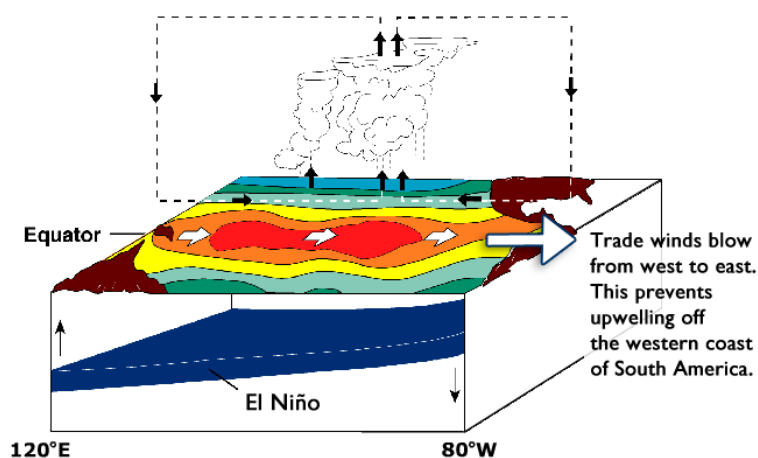 Equator
Trade winds blow
from west to east.
This prevents
upwelling off
the western coast
of South America.
El Niño
120°E
80°W